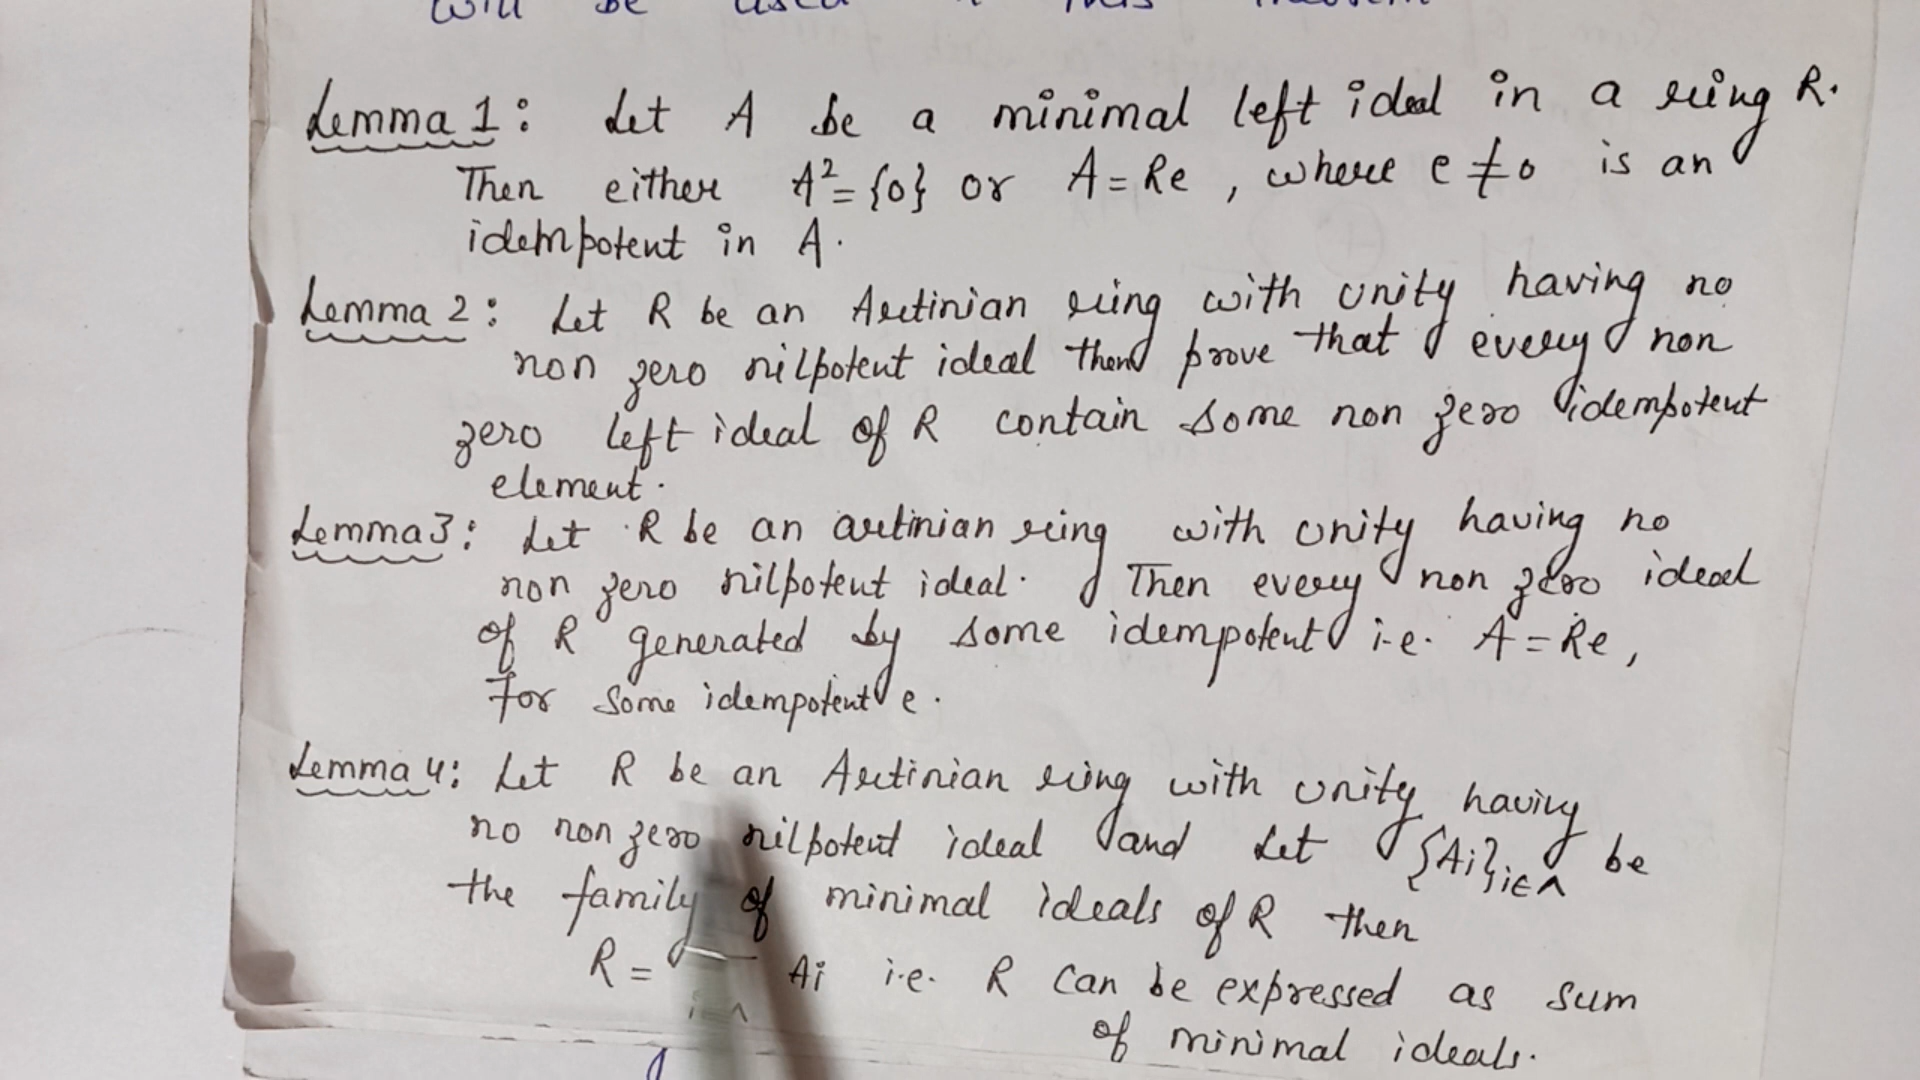 will be used this
Lemma 1: Let A be a minimal left ideal in a ring R.
Then either A²={0} or A=Re, where e≠0 is an
idempotent in A.
Lemma 2: Let R be an Artinian ring with unity having no
non zero nilpotent ideal then prove that every non
zero left ideal of R contain some non zero idempotent
element.
Lemma 3: Let R be an artinian ring with unity having no
non zero nilpotent ideal. Then every non zero ideal
of R generated by some idempotent i.e. A=Re,
for some idempotent e.
Lemma 4: Let R be an Artinian ring with unity having
no non zero nilpotent ideal and Let {Ai}i∈Λ be
the family of minimal ideals of R then
R = Ai i.e. R can be expressed as sum
of minimal ideals.